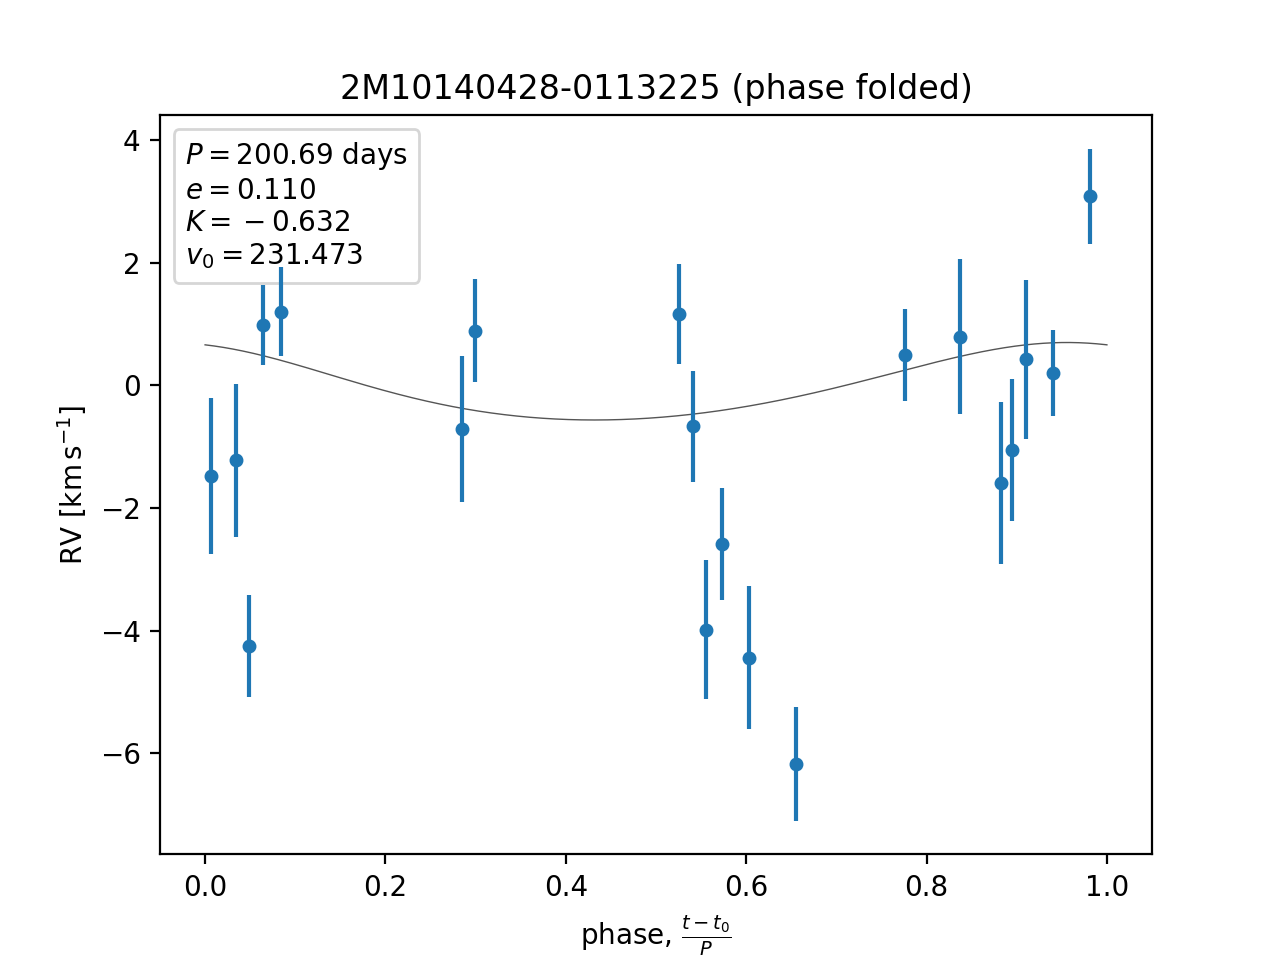 2M10140428-0113225 (phase folded)
P = 200.69 days
e = 0.110
K = −0.632
v₀ = 231.473
4
2
0
−2
−4
−6
RV [km s⁻¹]
0.0 0.2 0.4 0.6 0.8 1.0
phase, (t − t₀)/P